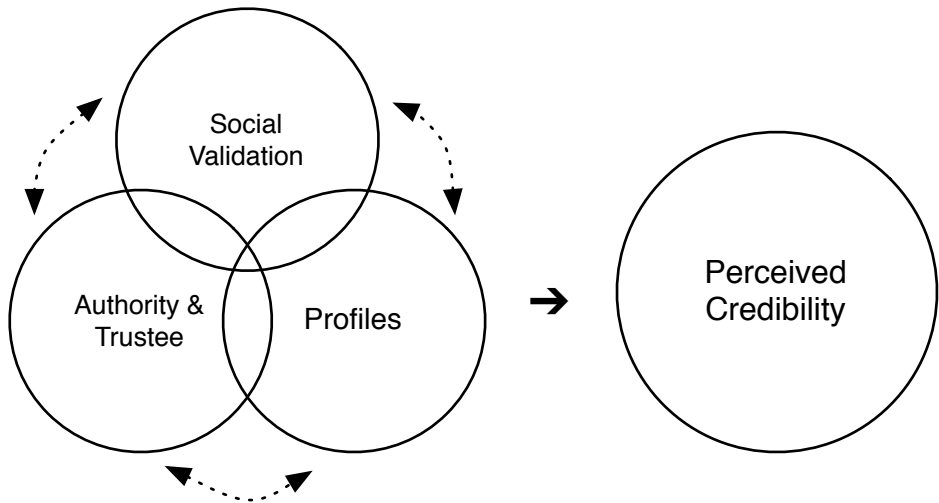 Social
Validation
Authority &
Trustee
Profiles
Perceived
Credibility